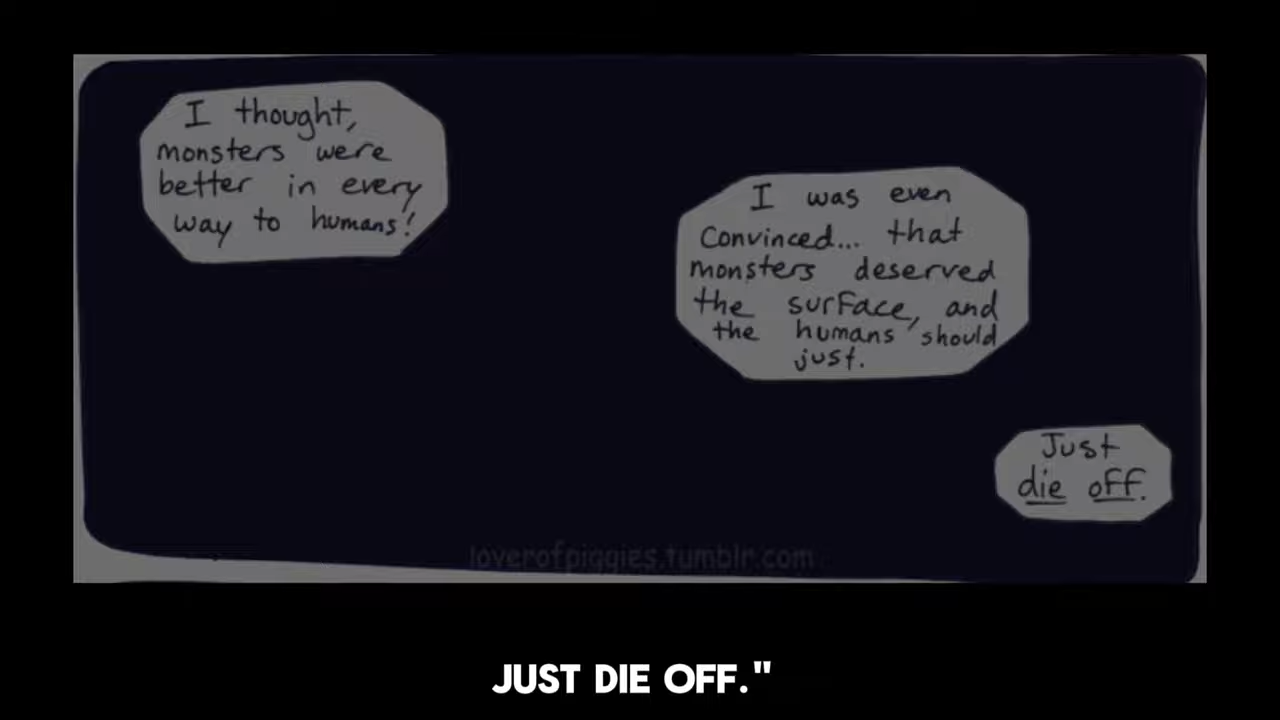 I thought,
monsters were
better in every
way to humans!
I was even
Convinced... that
monsters deserved
the surface, and
the humans should
just.
Just
die off.
loverofpiggies.tumblr.com
JUST DIE OFF."